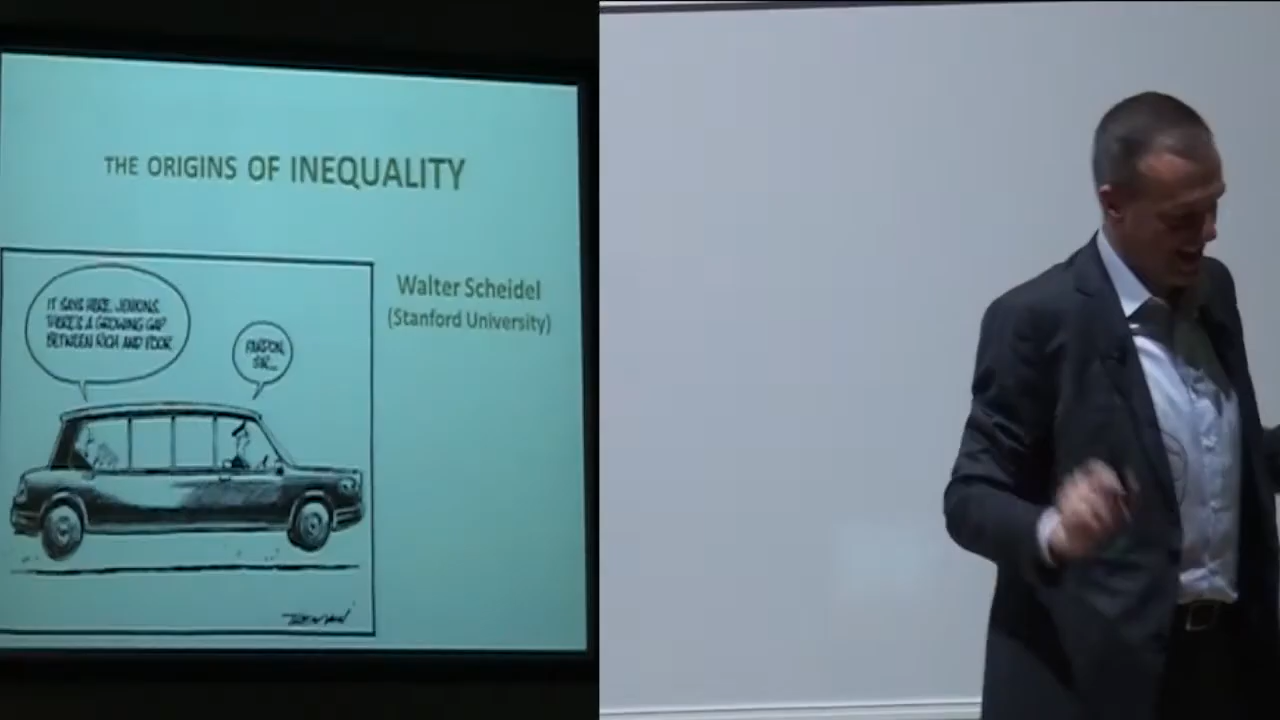 THE ORIGINS OF INEQUALITY
Walter Scheidel
(Stanford University)
IT SAYS HERE, JENKINS,
THERE'S A GROWING GAP
BETWEEN RICH AND POOR
PARDON,
SIR...